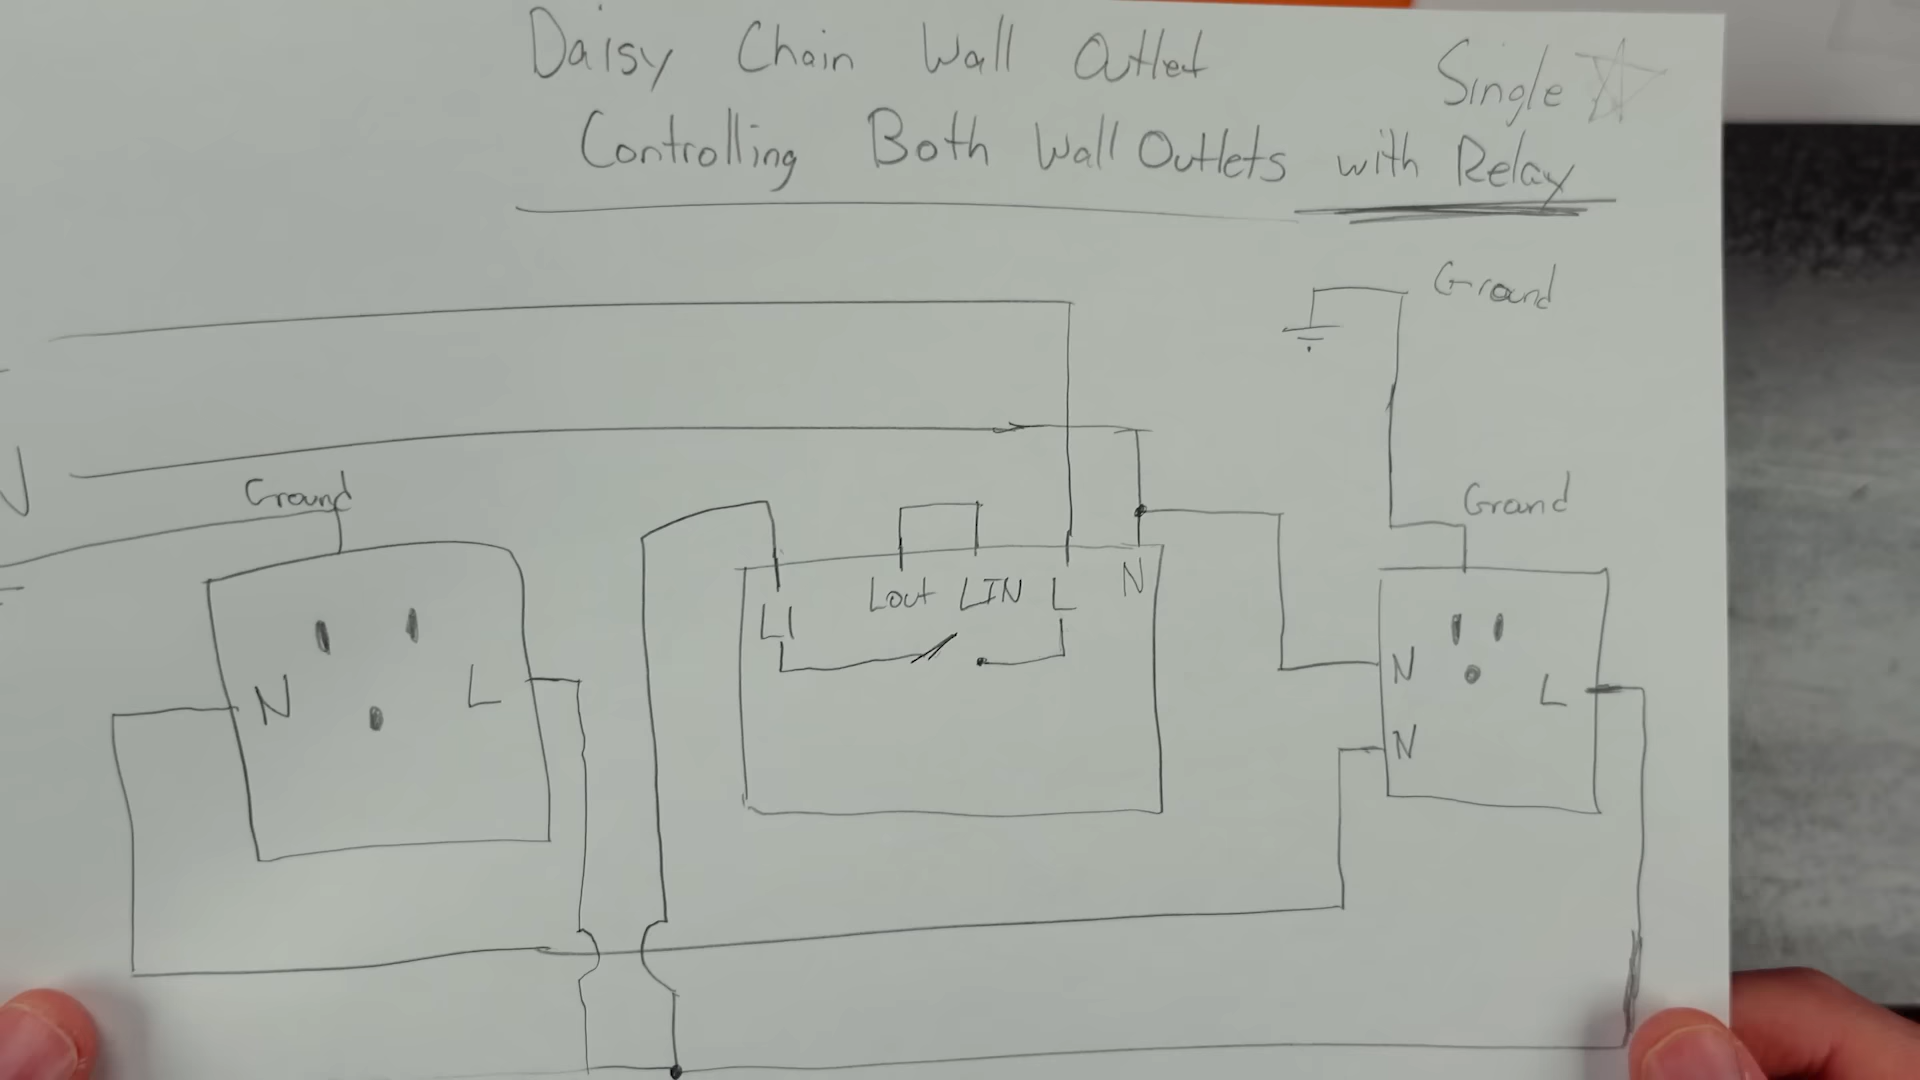 Daisy Chain Wall Outlet
Controlling Both Wall Outlets with Single Relay
Ground
N
Ground
Ground
L1 Lout LIN L N
N L
N L
N